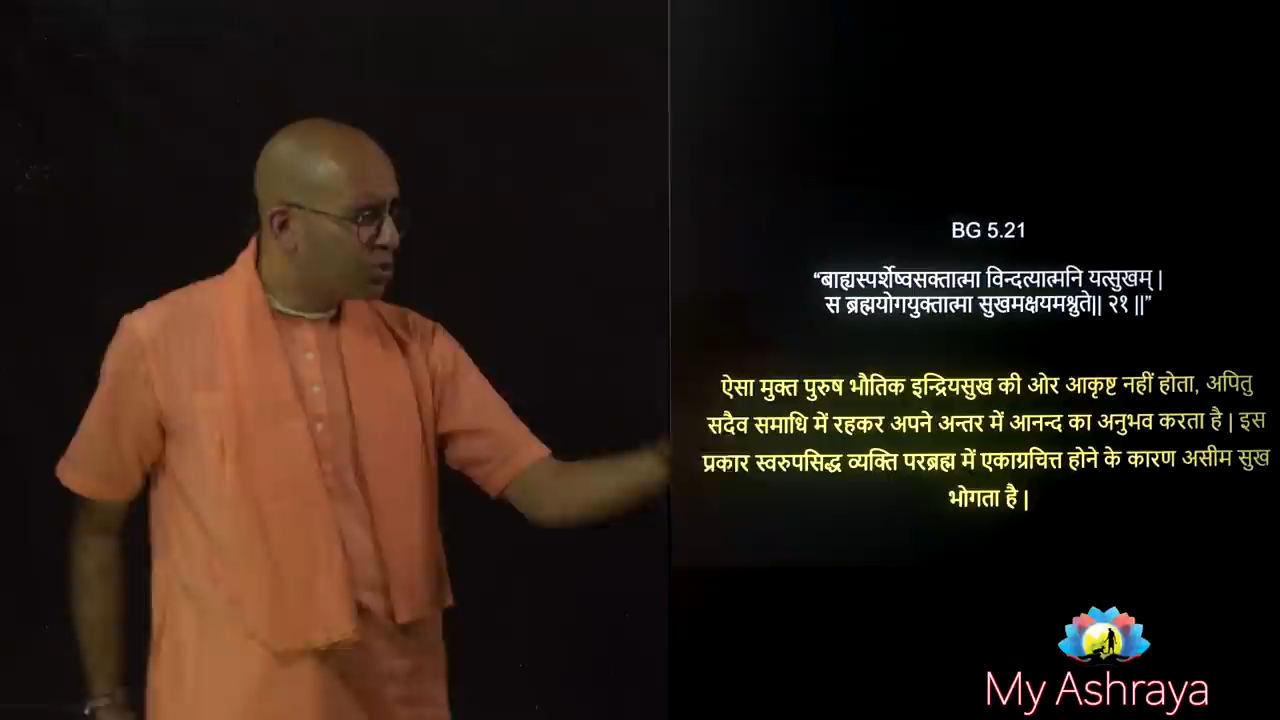 BG 5.21
“बाह्यस्पर्शेष्वसक्तात्मा विन्दत्यात्मनि यत्सुखम् |
स ब्रह्मयोगयुक्तात्मा सुखमक्षयमश्नुते|| २१ ||”
ऐसा मुक्त पुरुष भौतिक इन्द्रियसुख की ओर आकृष्ट नहीं होता, अपितु
सदैव समाधि में रहकर अपने अन्तर में आनन्द का अनुभव करता है | इस
प्रकार स्वरुपसिद्ध व्यक्ति परब्रह्म में एकाग्रचित्त होने के कारण असीम सुख
भोगता है |
My Ashraya